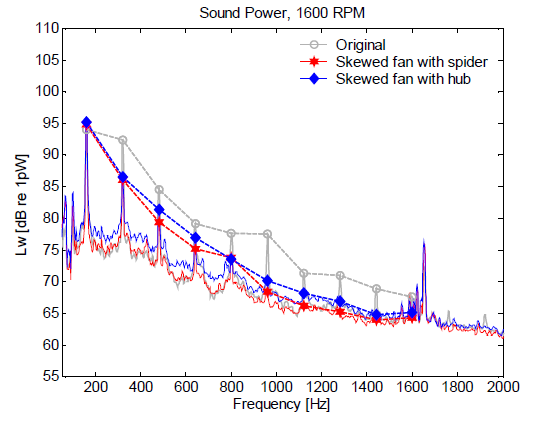 Sound Power, 1600 RPM
110
105
100
95
90
85
80
75
70
65
60
55
Lw [dB re 1pW]
Original
Skewed fan with spider
Skewed fan with hub
200 400 600 800 1000 1200 1400 1600 1800 2000
Frequency [Hz]